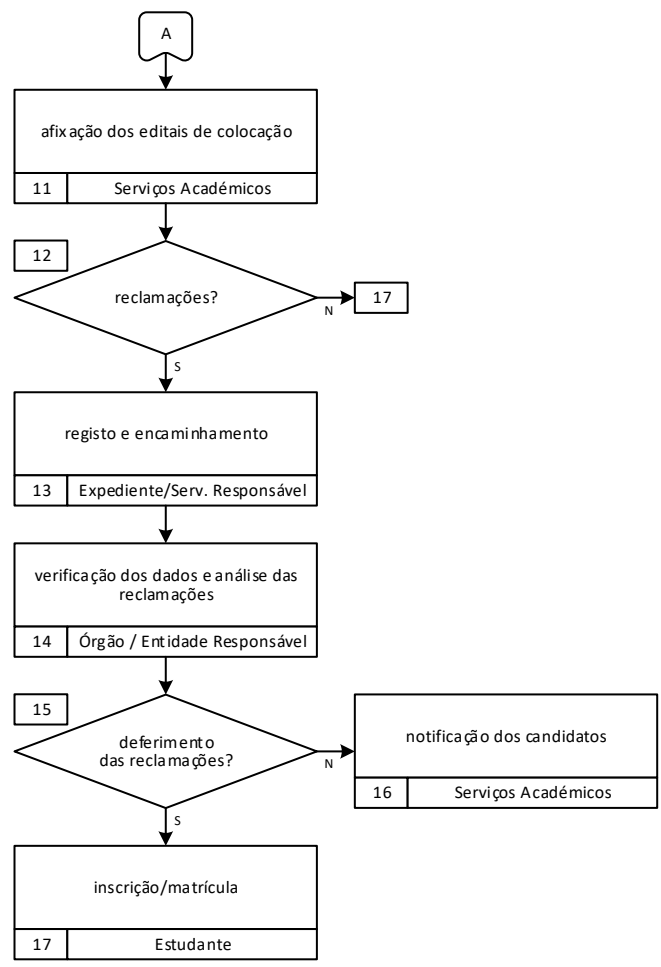 A
afixação dos editais de colocação
11 Serviços Académicos
12
reclamações?
N
17
S
registo e encaminhamento
13 Expediente/Serv. Responsável
verificação dos dados e análise das
reclamações
14 Órgão / Entidade Responsável
15
deferimento
das reclamações?
N
notificação dos candidatos
16 Serviços Académicos
S
inscrição/matrícula
17 Estudante